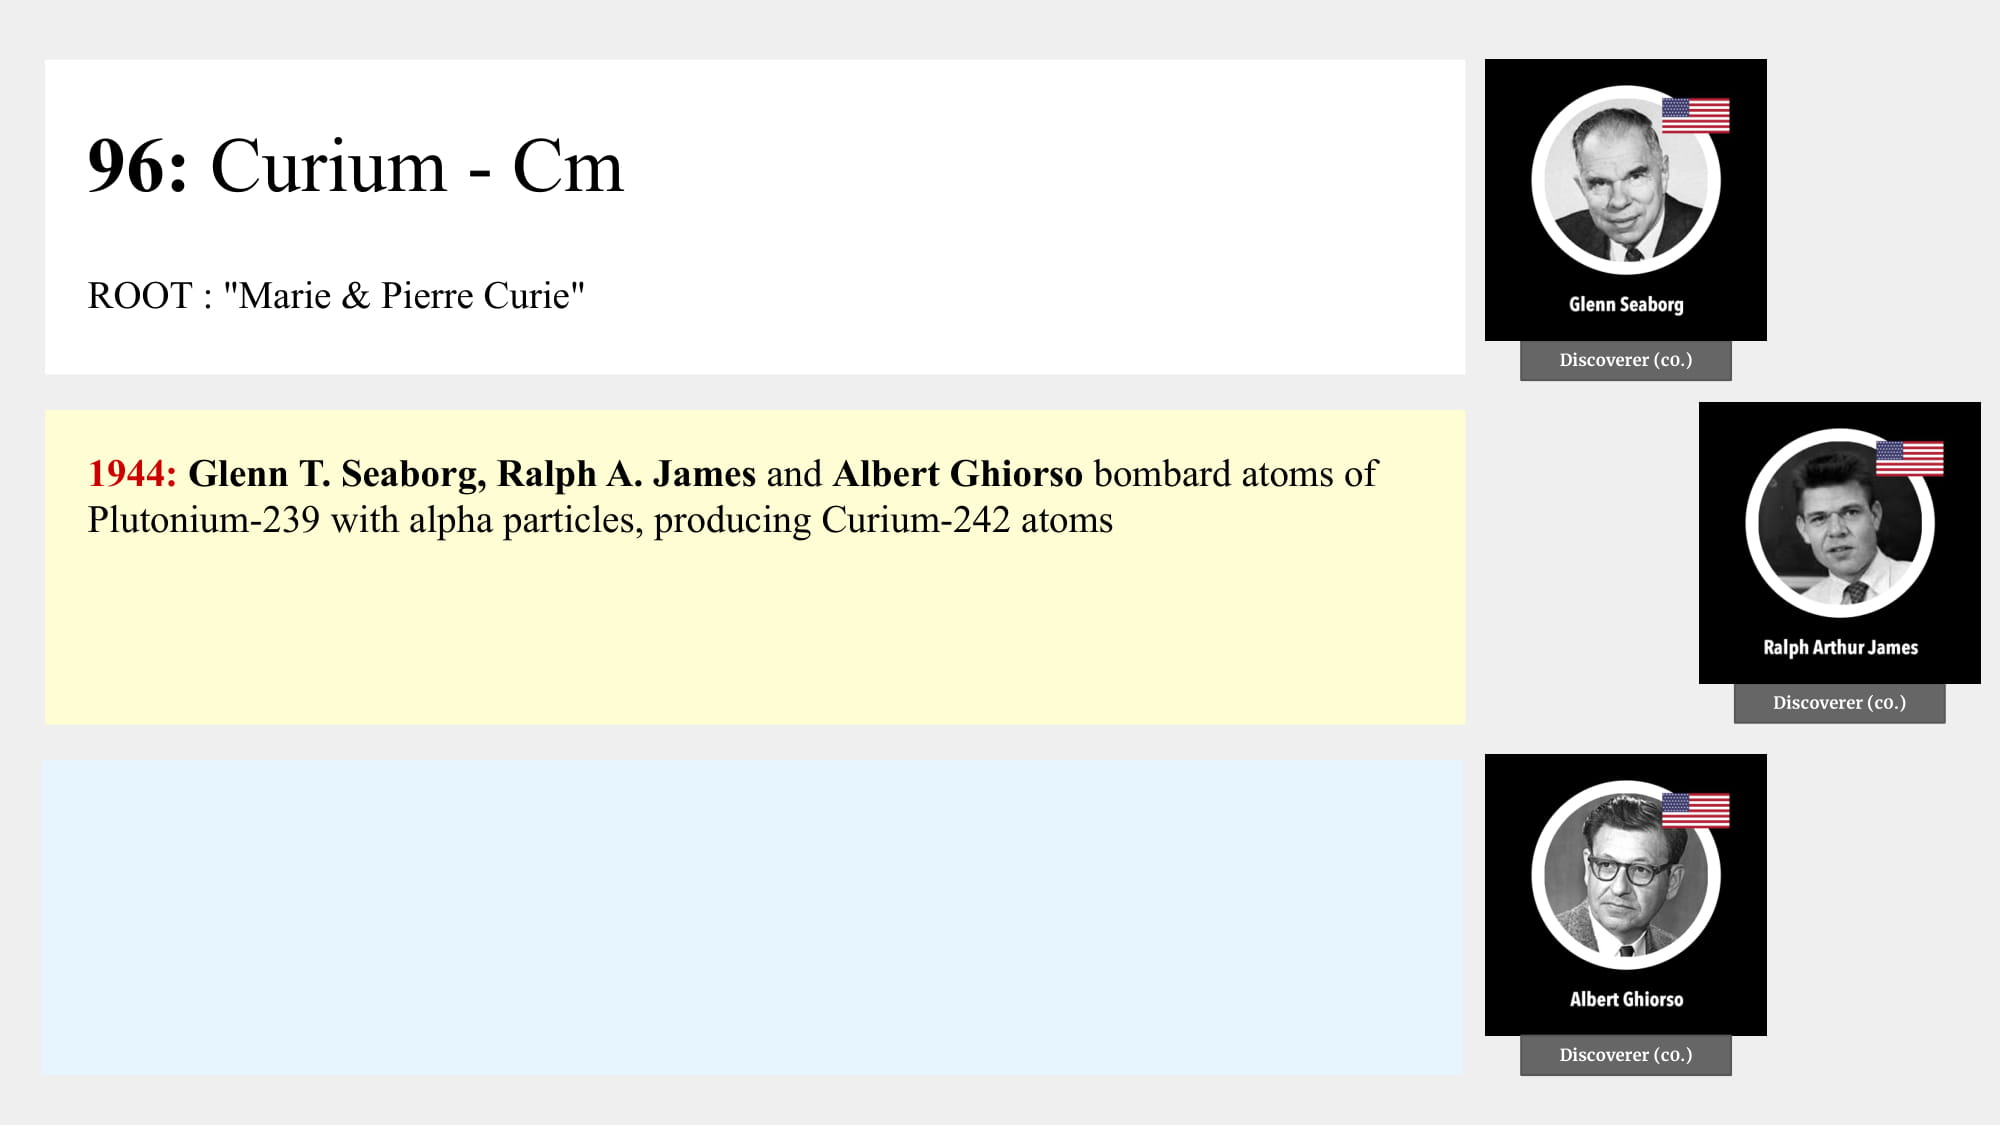 96: Curium - Cm
ROOT : "Marie & Pierre Curie"
1944: Glenn T. Seaborg, Ralph A. James and Albert Ghiorso bombard atoms of
Plutonium-239 with alpha particles, producing Curium-242 atoms
Glenn Seaborg
Discoverer (co.)
Ralph Arthur James
Discoverer (co.)
Albert Ghiorso
Discoverer (co.)